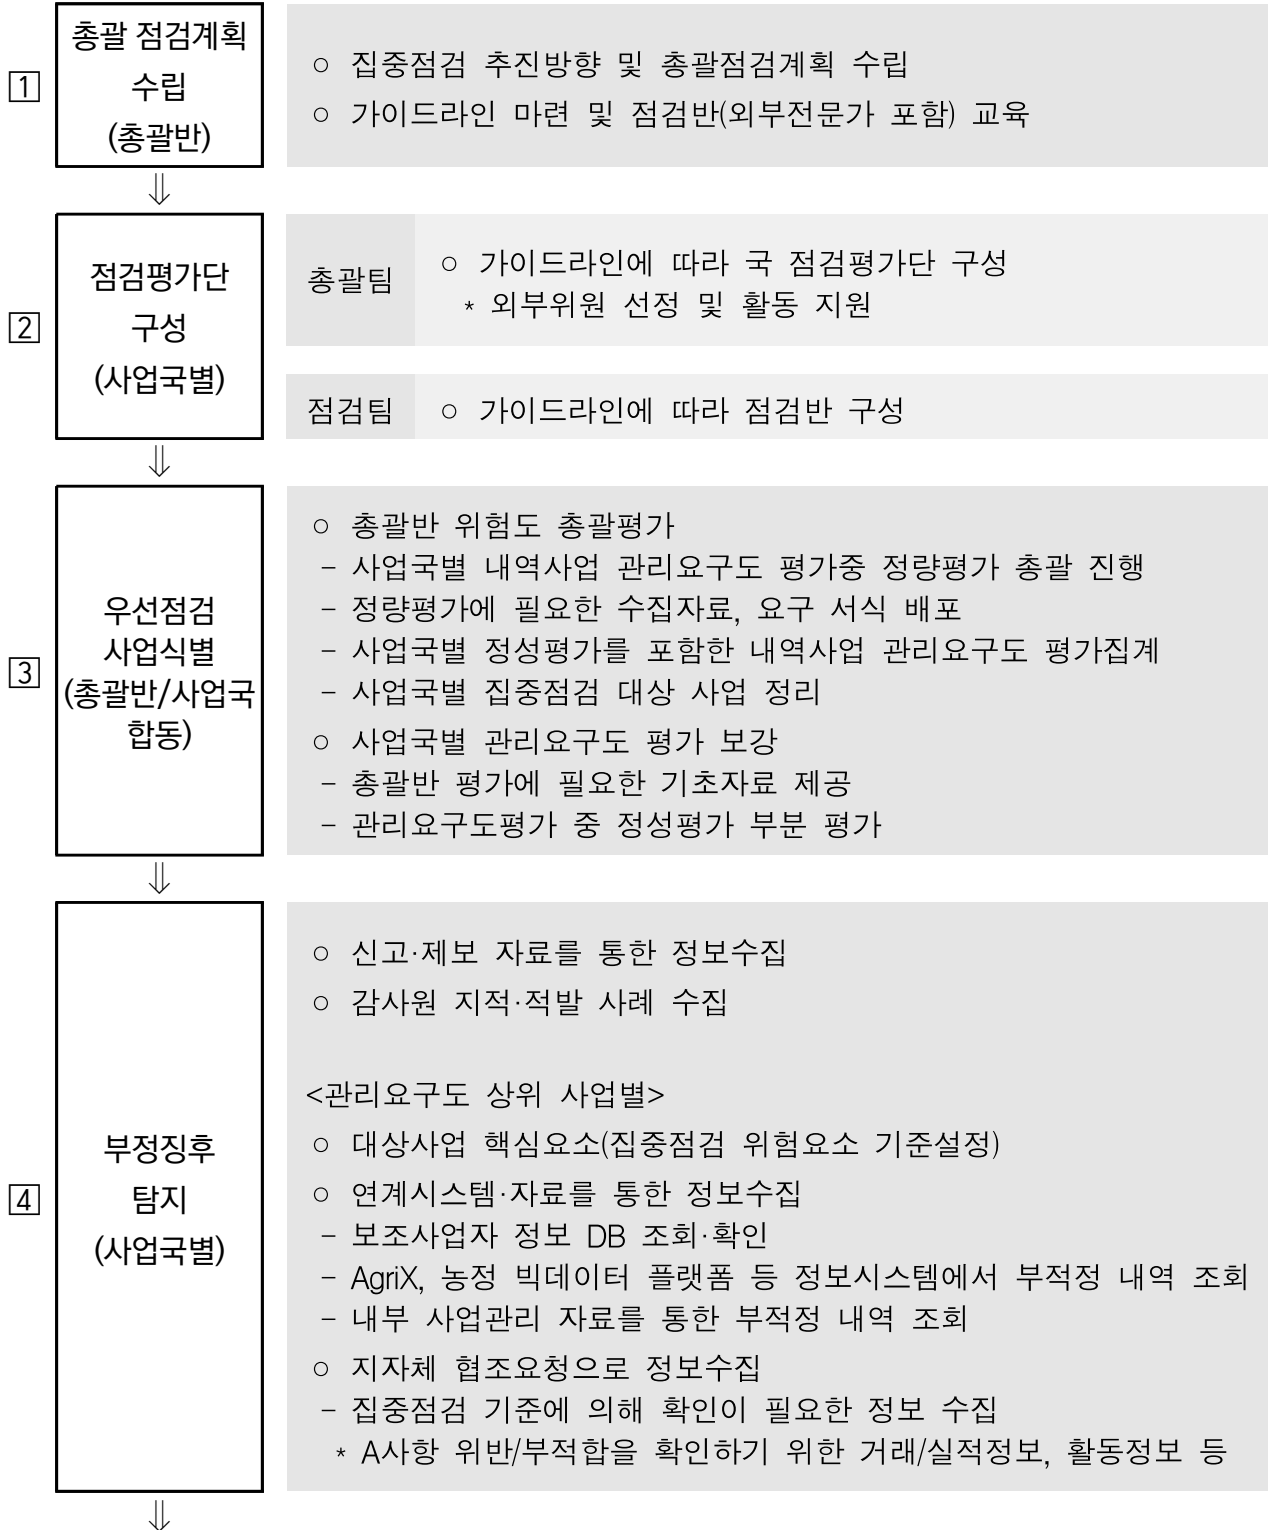 1
총괄 점검계획
수립
(총괄반)
○ 집중점검 추진방향 및 총괄점검계획 수립
○ 가이드라인 마련 및 점검반(외부전문가 포함) 교육
⇓
2
점검평가단
구성
(사업국별)
총괄팀
○ 가이드라인에 따라 국 점검평가단 구성
* 외부위원 선정 및 활동 지원
점검팀
○ 가이드라인에 따라 점검반 구성
⇓
3
우선점검
사업식별
(총괄반/사업국
합동)
○ 총괄반 위험도 총괄평가
- 사업국별 내역사업 관리요구도 평가중 정량평가 총괄 진행
- 정량평가에 필요한 수집자료, 요구 서식 배포
- 사업국별 정성평가를 포함한 내역사업 관리요구도 평가집계
- 사업국별 집중점검 대상 사업 정리
○ 사업국별 관리요구도 평가 보강
- 총괄반 평가에 필요한 기초자료 제공
- 관리요구도평가 중 정성평가 부분 평가
⇓
4
부정징후
탐지
(사업국별)
○ 신고·제보 자료를 통한 정보수집
○ 감사원 지적·적발 사례 수집
<관리요구도 상위 사업별>
○ 대상사업 핵심요소(집중점검 위험요소 기준설정)
○ 연계시스템·자료를 통한 정보수집
- 보조사업자 정보 DB 조회·확인
- AgriX, 농정 빅데이터 플랫폼 등 정보시스템에서 부적정 내역 조회
- 내부 사업관리 자료를 통한 부적정 내역 조회
○ 지자체 협조요청으로 정보수집
- 집중점검 기준에 의해 확인이 필요한 정보 수집
* A사항 위반/부적합을 확인하기 위한 거래/실적정보, 활동정보 등
⇓